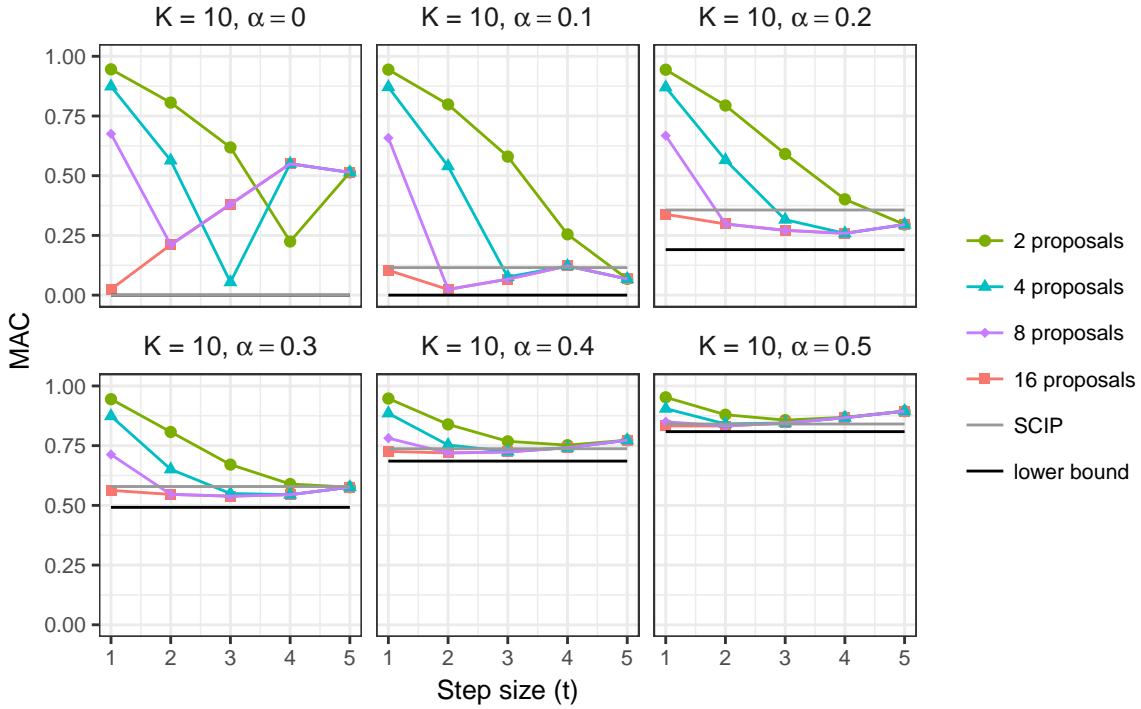 K = 10, α = 0
K = 10, α = 0.1
K = 10, α = 0.2
1.00
0.75
0.50
0.25
0.00
K = 10, α = 0.3
K = 10, α = 0.4
K = 10, α = 0.5
1.00
0.75
0.50
0.25
0.00
1 2 3 4 5
1 2 3 4 5
1 2 3 4 5
MAC
Step size (t)
2 proposals
4 proposals
8 proposals
16 proposals
SCIP
lower bound